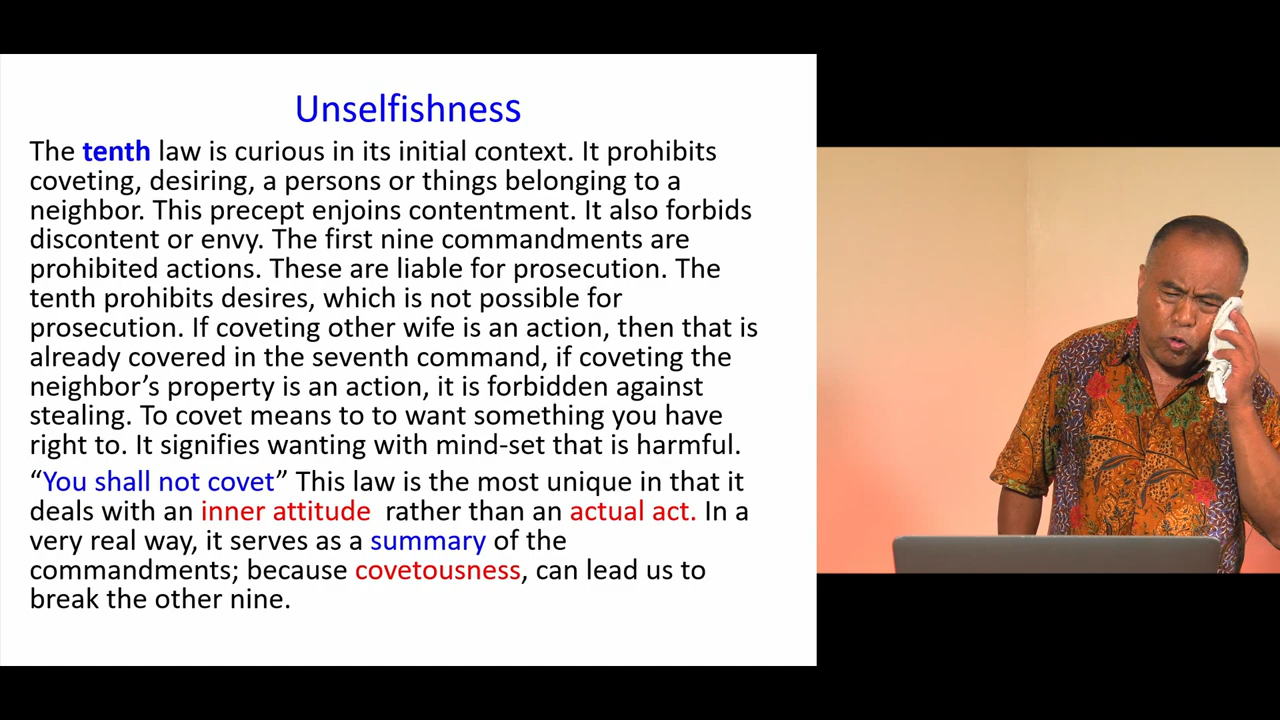 Unselfishness
The tenth law is curious in its initial context. It prohibits
coveting, desiring, a persons or things belonging to a
neighbor. This precept enjoins contentment. It also forbids
discontent or envy. The first nine commandments are
prohibited actions. These are liable for prosecution. The
tenth prohibits desires, which is not possible for
prosecution. If coveting other wife is an action, then that is
already covered in the seventh command, if coveting the
neighbor’s property is an action, it is forbidden against
stealing. To covet means to to want something you have
right to. It signifies wanting with mind-set that is harmful.
“You shall not covet” This law is the most unique in that it
deals with an inner attitude rather than an actual act. In a
very real way, it serves as a summary of the
commandments; because covetousness, can lead us to
break the other nine.